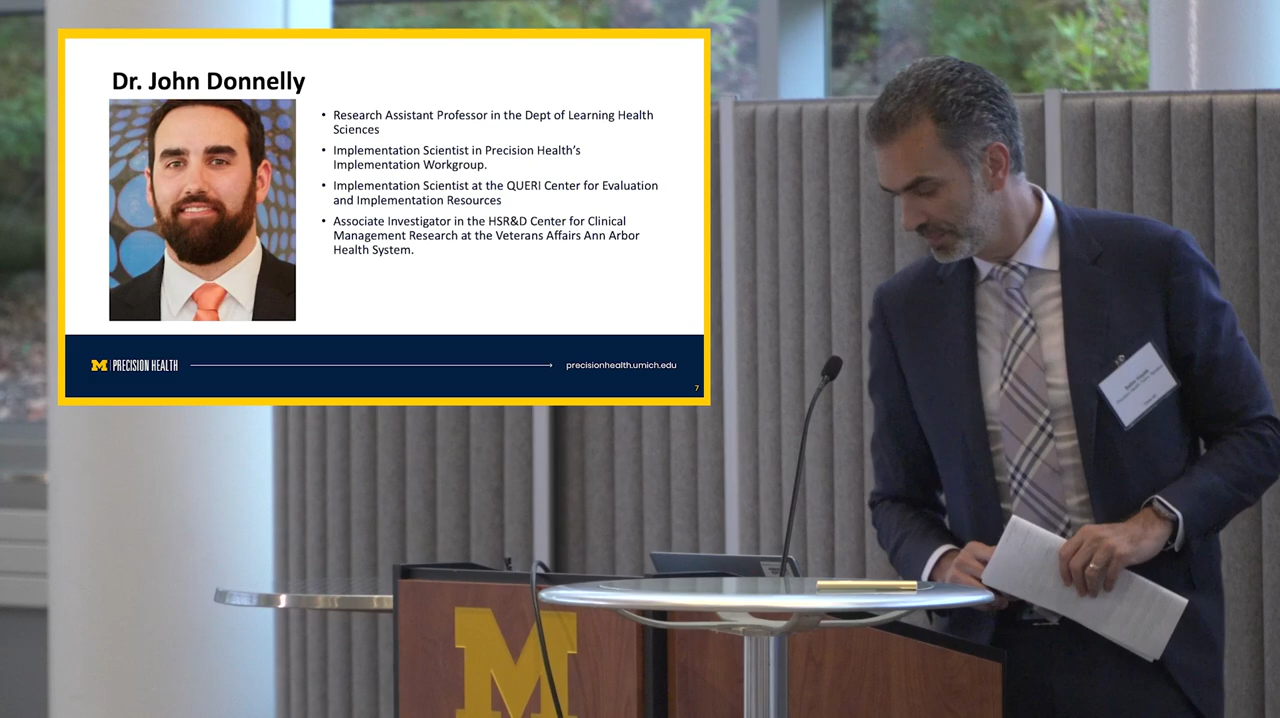 Dr. John Donnelly
• Research Assistant Professor in the Dept of Learning Health
Sciences
• Implementation Scientist in Precision Health’s
Implementation Workgroup.
• Implementation Scientist at the QUERI Center for Evaluation
and Implementation Resources
• Associate Investigator in the HSR&D Center for Clinical
Management Research at the Veterans Affairs Ann Arbor
Health System.
M | PRECISION HEALTH
precisionhealth.umich.edu
7
M